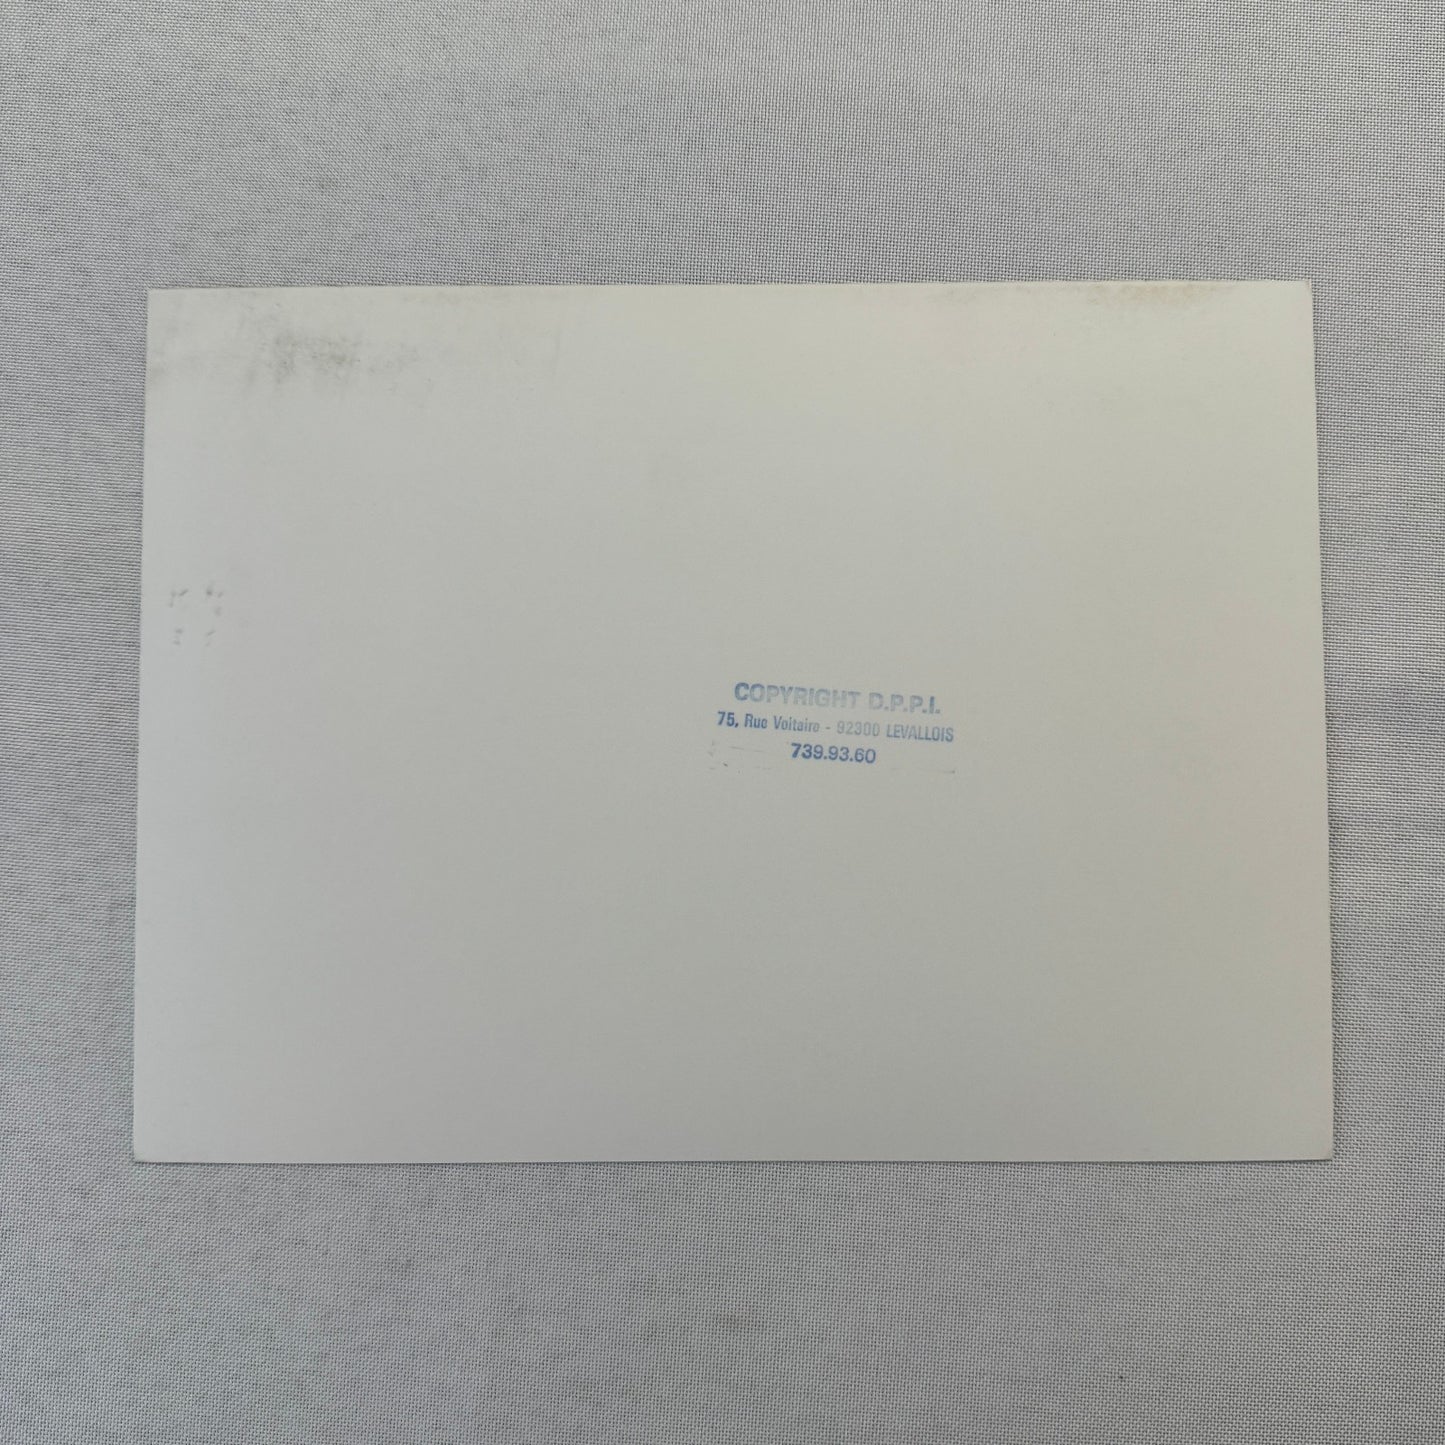 COPYRIGHT D.P.P.I.
75, Rue Voltaire - 92300 LEVALLOIS
739.93.60